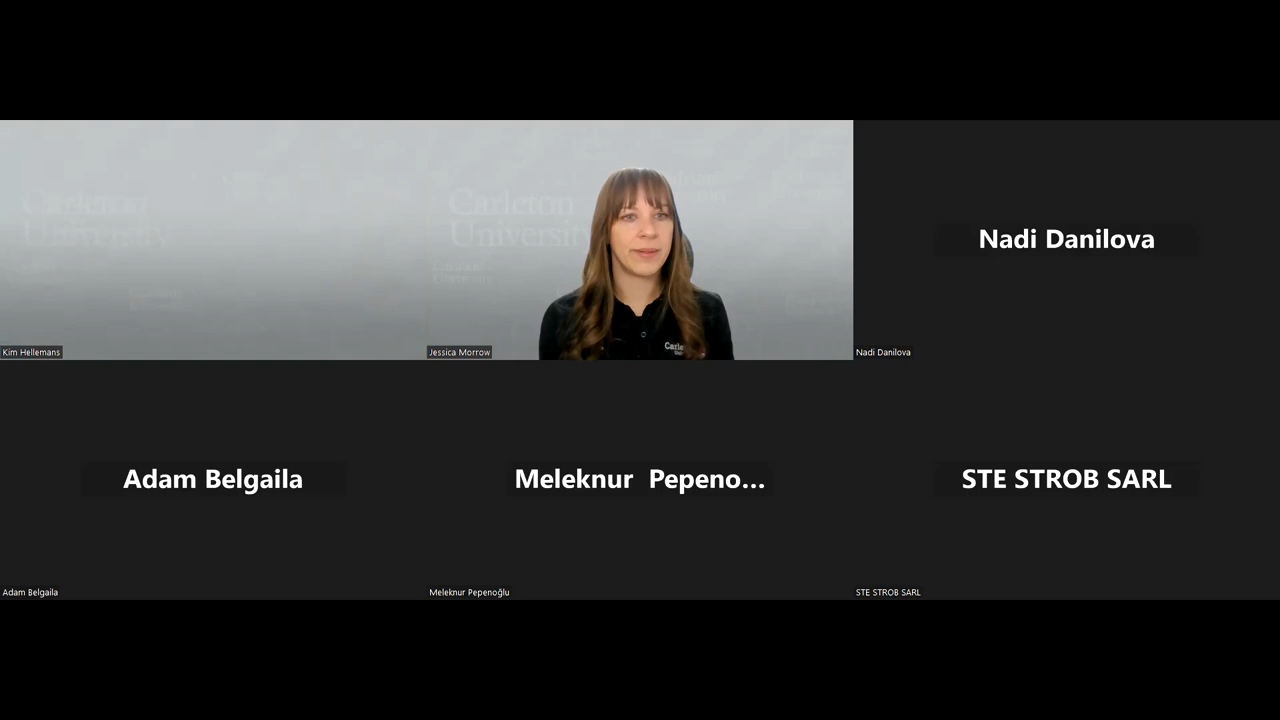 Carleton
University
Carleton
University
Nadi Danilova
Kim Hellemans
Jessica Morrow
Nadi Danilova
Adam Belgaila
Meleknur Pepeno...
STE STROB SARL
Adam Belgaila
Meleknur Pepenoğlu
STE STROB SARL